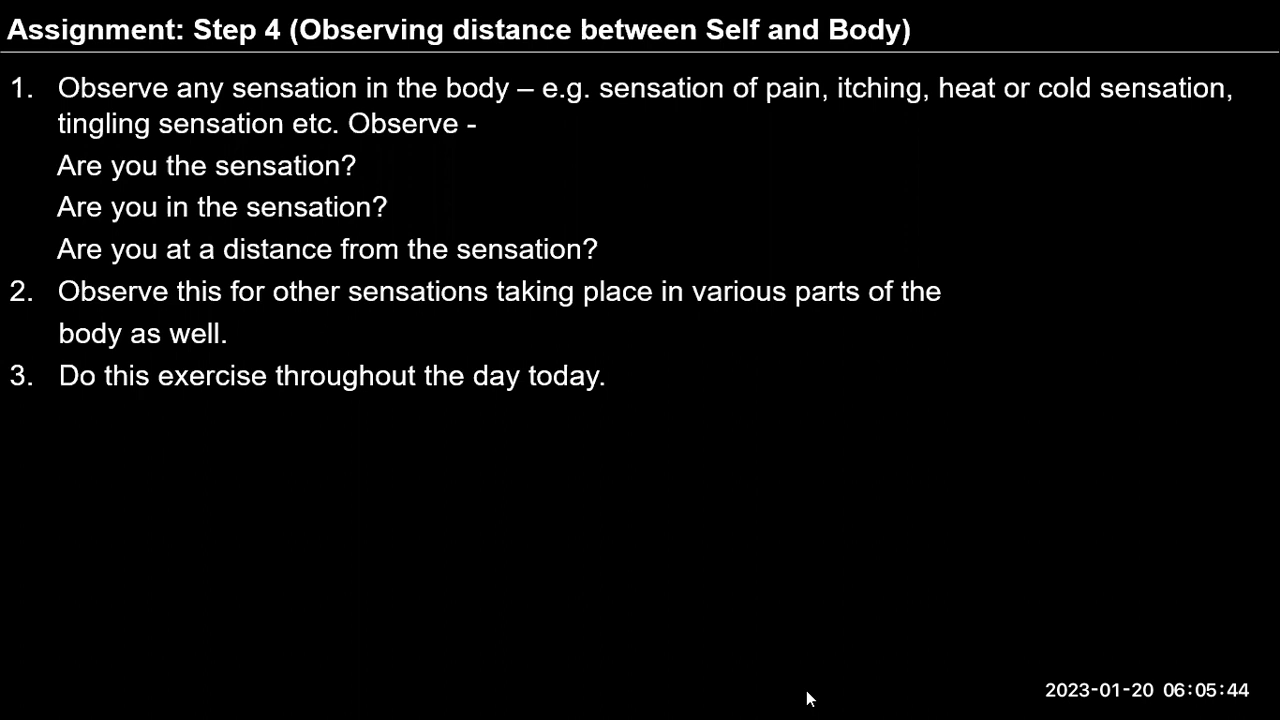 Assignment: Step 4 (Observing distance between Self and Body)
1. Observe any sensation in the body – e.g. sensation of pain, itching, heat or cold sensation,
tingling sensation etc. Observe -
Are you the sensation?
Are you in the sensation?
Are you at a distance from the sensation?
2. Observe this for other sensations taking place in various parts of the
body as well.
3. Do this exercise throughout the day today.
2023-01-20 06:05:44